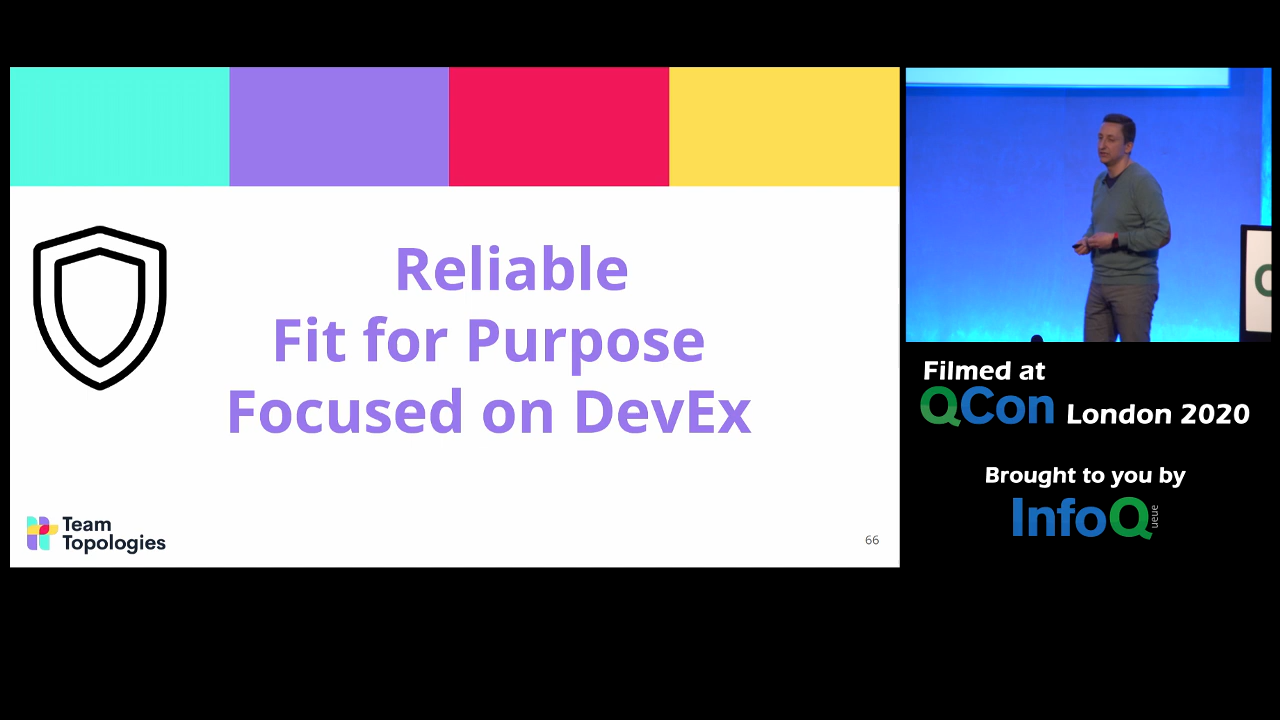 Reliable
Fit for Purpose
Focused on DevEx
Team
Topologies
66
Filmed at
QCon London 2020
Brought to you by
InfoQ
ueue